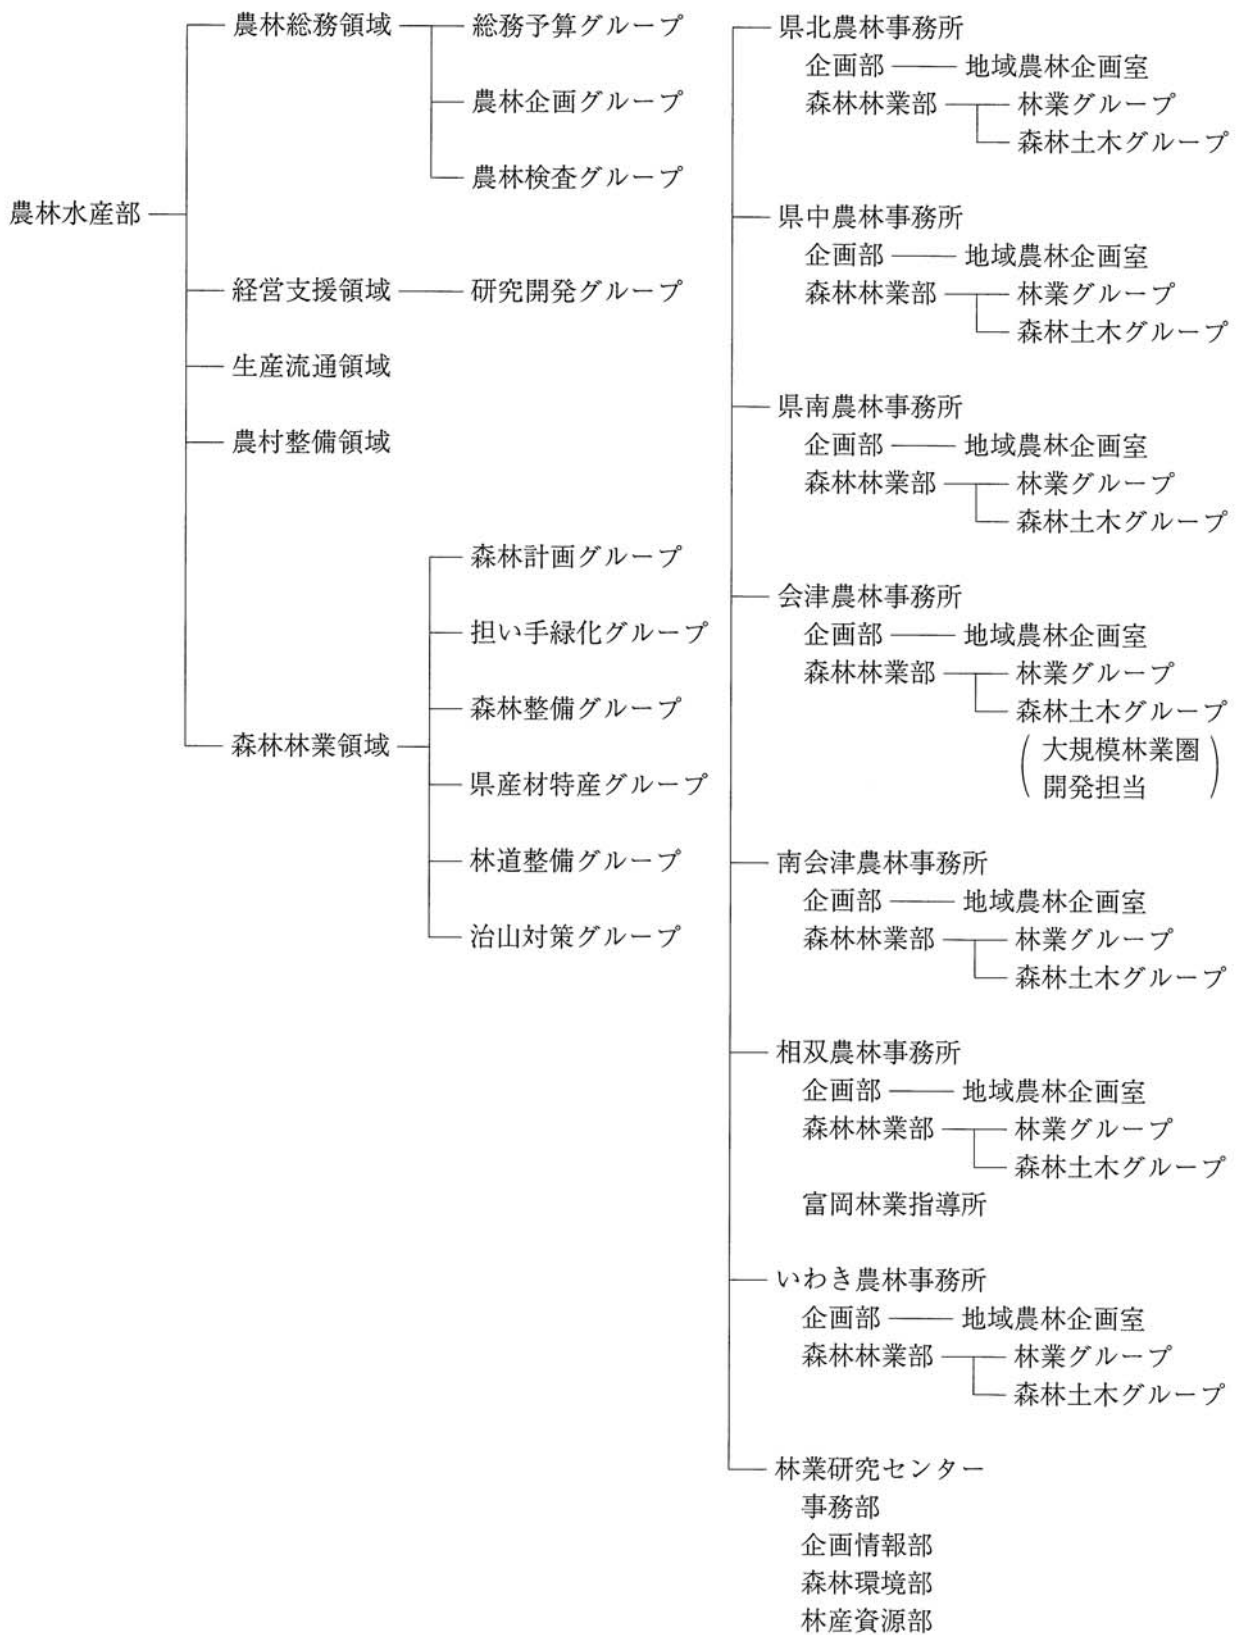 農林水産部
農林総務領域
総務予算グループ
農林企画グループ
農林検査グループ
経営支援領域
研究開発グループ
生産流通領域
農村整備領域
森林林業領域
森林計画グループ
担い手緑化グループ
森林整備グループ
県産材特産グループ
林道整備グループ
治山対策グループ
県北農林事務所
企画部 地域農林企画室
森林林業部 林業グループ
森林土木グループ
県中農林事務所
企画部 地域農林企画室
森林林業部 林業グループ
森林土木グループ
県南農林事務所
企画部 地域農林企画室
森林林業部 林業グループ
森林土木グループ
会津農林事務所
企画部 地域農林企画室
森林林業部 林業グループ
森林土木グループ
(大規模林業圏
開発担当)
南会津農林事務所
企画部 地域農林企画室
森林林業部 林業グループ
森林土木グループ
相双農林事務所
企画部 地域農林企画室
森林林業部 林業グループ
森林土木グループ
富岡林業指導所
いわき農林事務所
企画部 地域農林企画室
森林林業部 林業グループ
森林土木グループ
林業研究センター
事務部
企画情報部
森林環境部
林産資源部